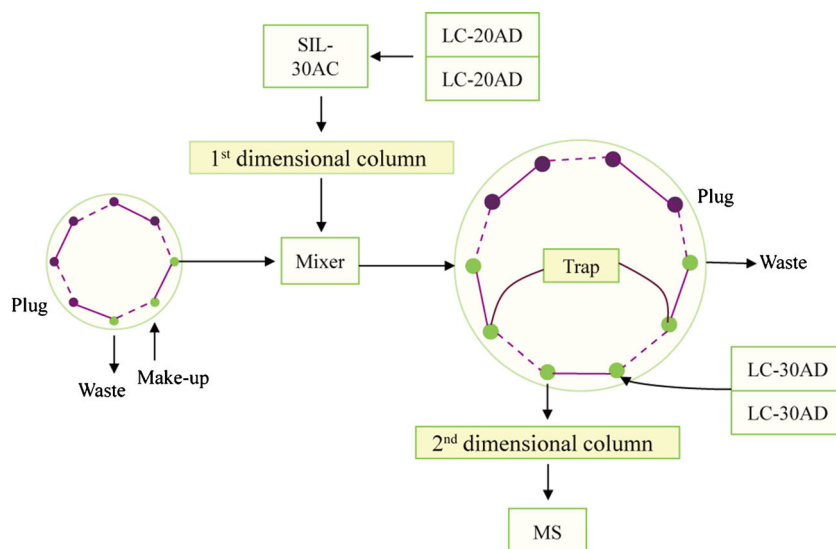 SIL-
30AC
LC-20AD
LC-20AD
1st dimensional column
Plug
Mixer
Trap
Waste
Plug
Waste
Make-up
LC-30AD
LC-30AD
2nd dimensional column
MS